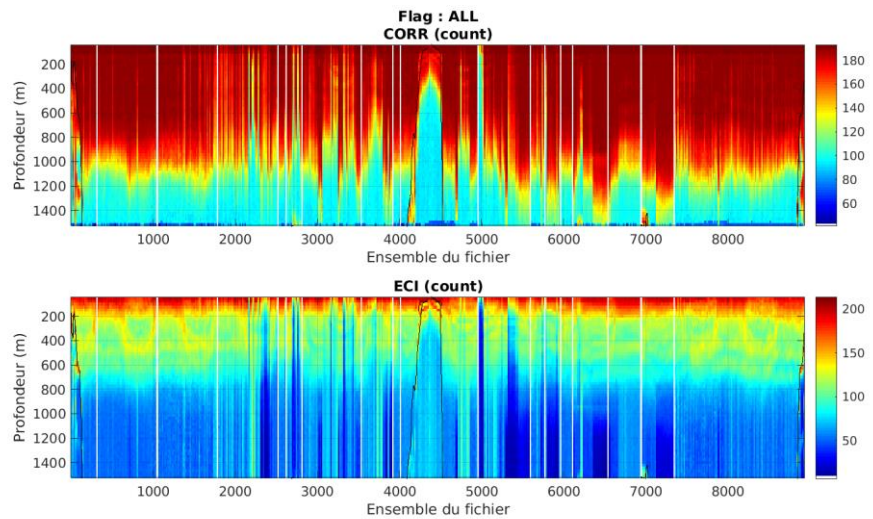 Flag : ALL
CORR (count)
Profondeur (m)
200
400
600
800
1000
1200
1400
1000 2000 3000 4000 5000 6000 7000 8000
Ensemble du fichier
180
160
140
120
100
80
60
ECI (count)
Profondeur (m)
200
400
600
800
1000
1200
1400
1000 2000 3000 4000 5000 6000 7000 8000
Ensemble du fichier
200
150
100
50